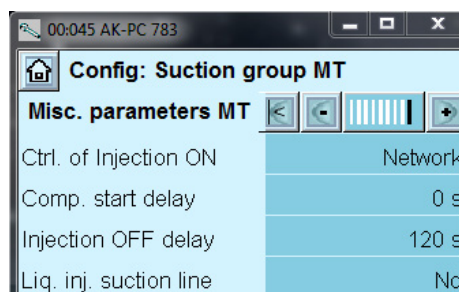 00:045 AK-PC 783
Config: Suction group MT
Misc. parameters MT
Ctrl. of Injection ON Network
Comp. start delay 0 s
Injection OFF delay 120 s
Liq. inj. suction line No